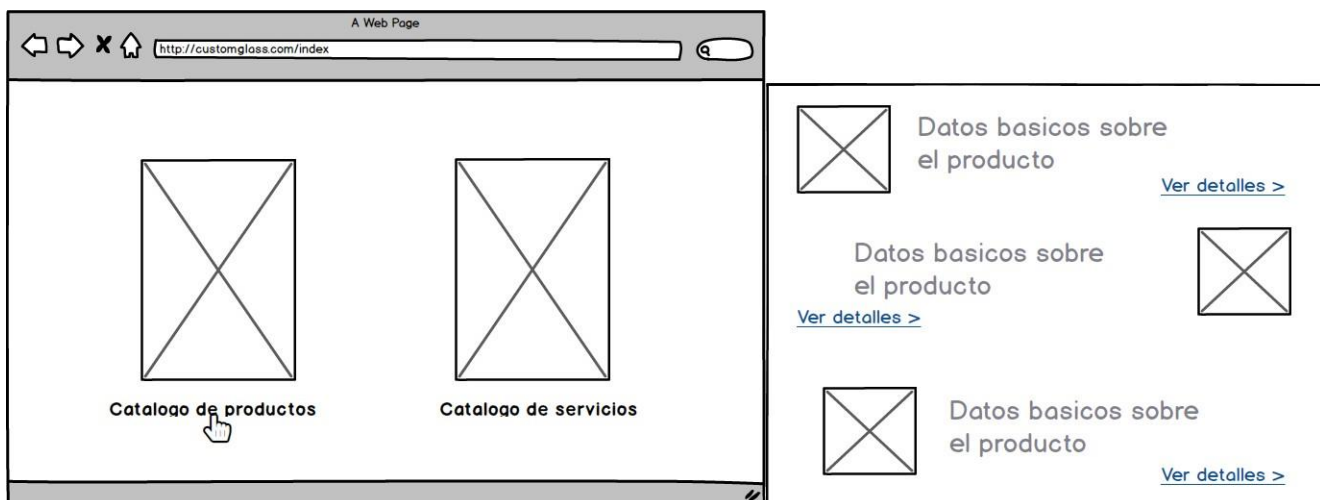 A Web Page
http://customglass.com/index
Catalogo de productos
Catalogo de servicios
Datos basicos sobre
el producto
Ver detalles >
Datos basicos sobre
el producto
Ver detalles >
Datos basicos sobre
el producto
Ver detalles >